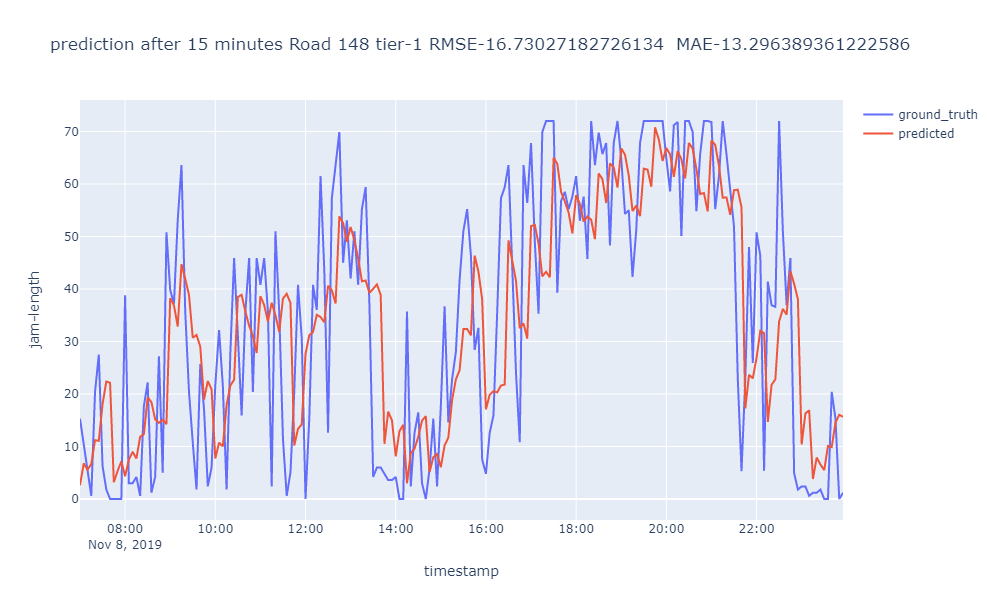 prediction after 15 minutes Road 148 tier-1 RMSE-16.73027182726134  MAE-13.296389361222586
ground_truth
predicted
70
60
50
40
30
20
10
0
jam-length
08:00 10:00 12:00 14:00 16:00 18:00 20:00 22:00
Nov 8, 2019
timestamp